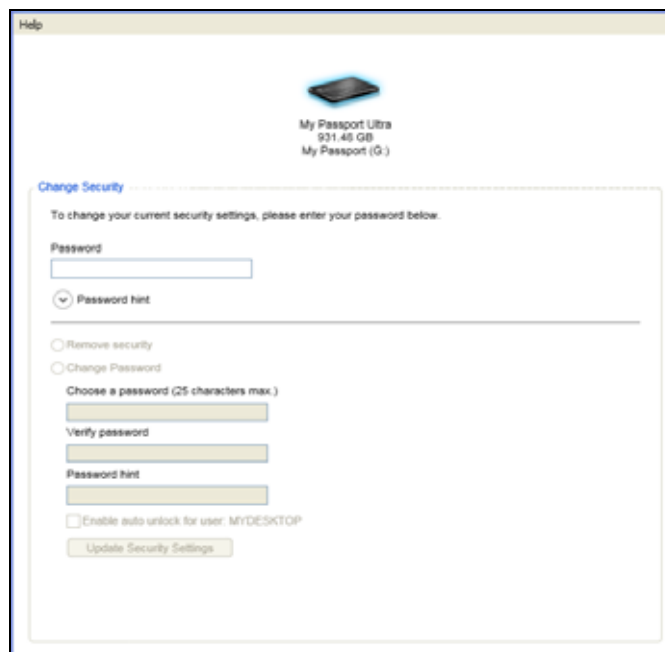 Help
My Passport Ultra
931.46 GB
My Passport (G:)
Change Security
To change your current security settings, please enter your password below.
Password
Password hint
Remove security
Change Password
Choose a password (25 characters max.)
Verify password
Password hint
Enable auto unlock for user: MYDESKTOP
Update Security Settings